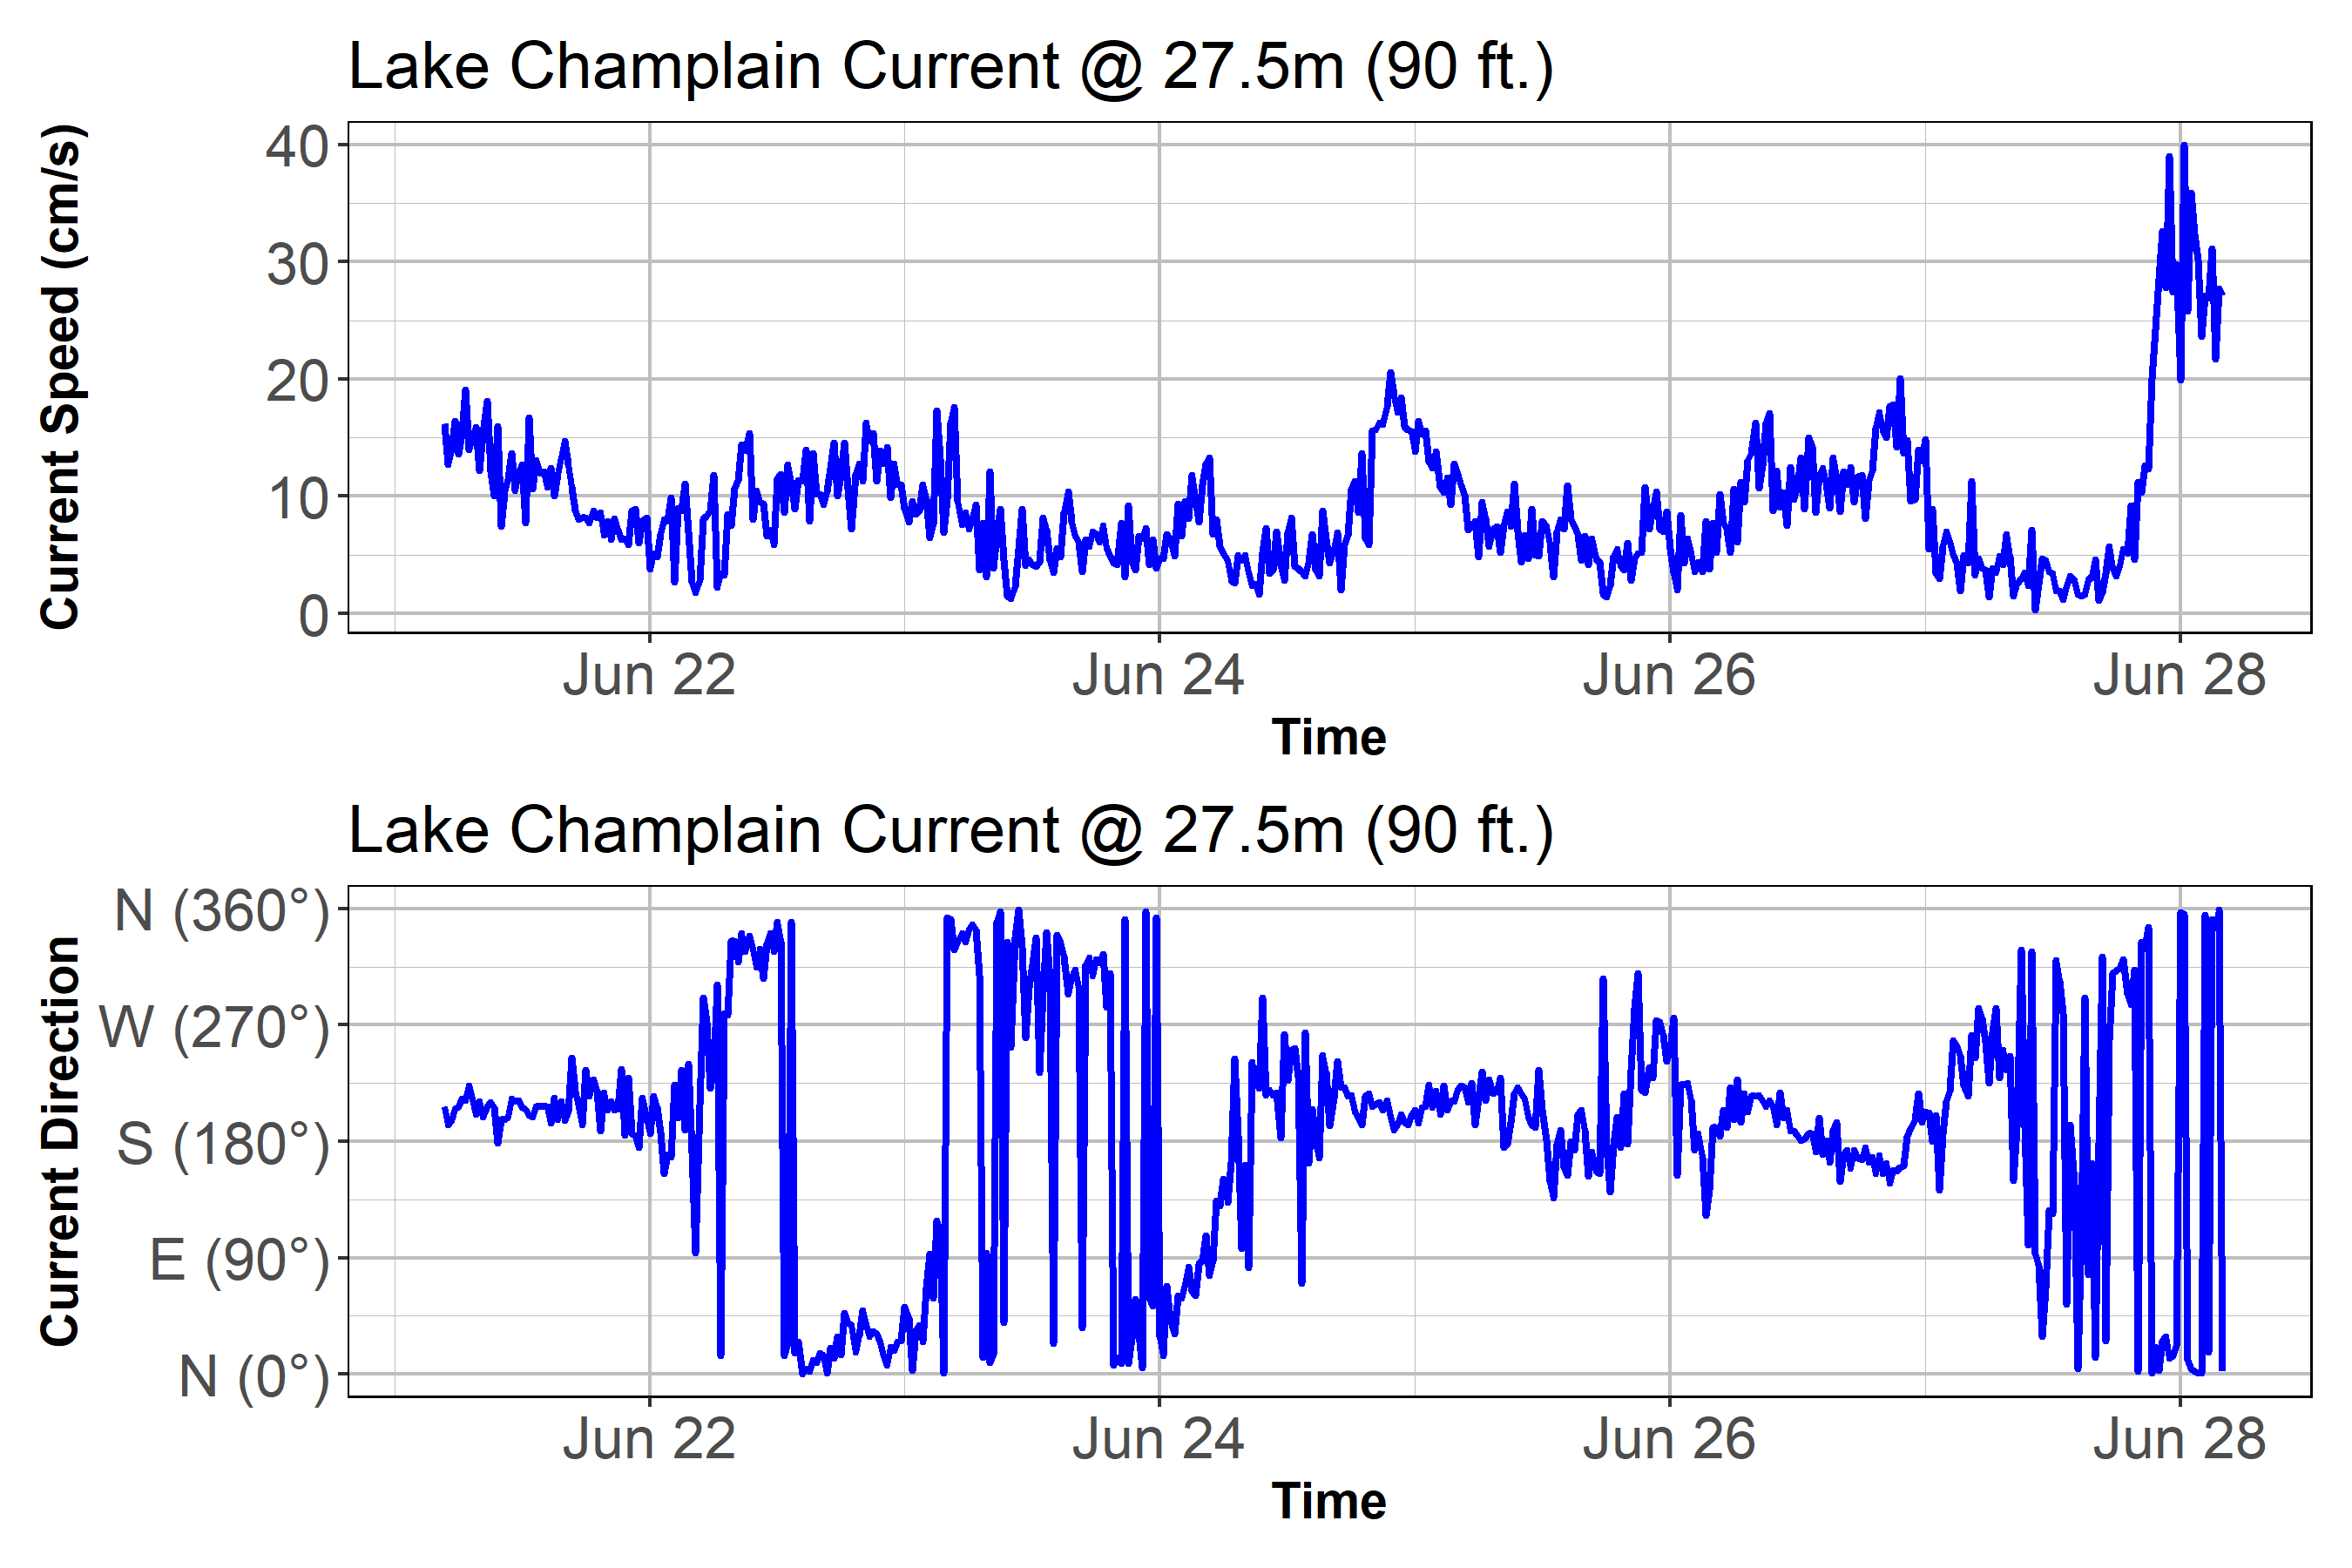 Lake Champlain Current @ 27.5m (90 ft.)
Current Speed (cm/s)
40
30
20
10
0
Jun 22 Jun 24 Jun 26 Jun 28
Time
Lake Champlain Current @ 27.5m (90 ft.)
Current Direction
N (360°)
W (270°)
S (180°)
E (90°)
N (0°)
Jun 22 Jun 24 Jun 26 Jun 28
Time